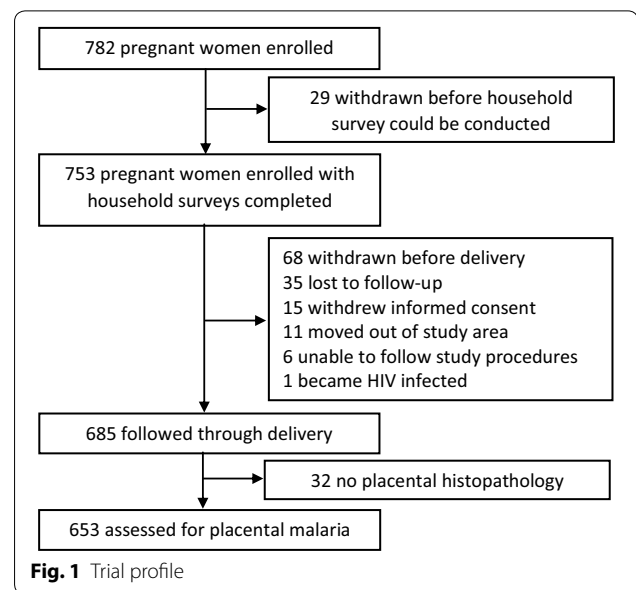 782 pregnant women enrolled
29 withdrawn before household
survey could be conducted
753 pregnant women enrolled with
household surveys completed
68 withdrawn before delivery
35 lost to follow-up
15 withdrew informed consent
11 moved out of study area
6 unable to follow study procedures
1 became HIV infected
685 followed through delivery
32 no placental histopathology
653 assessed for placental malaria
Fig. 1 Trial profile